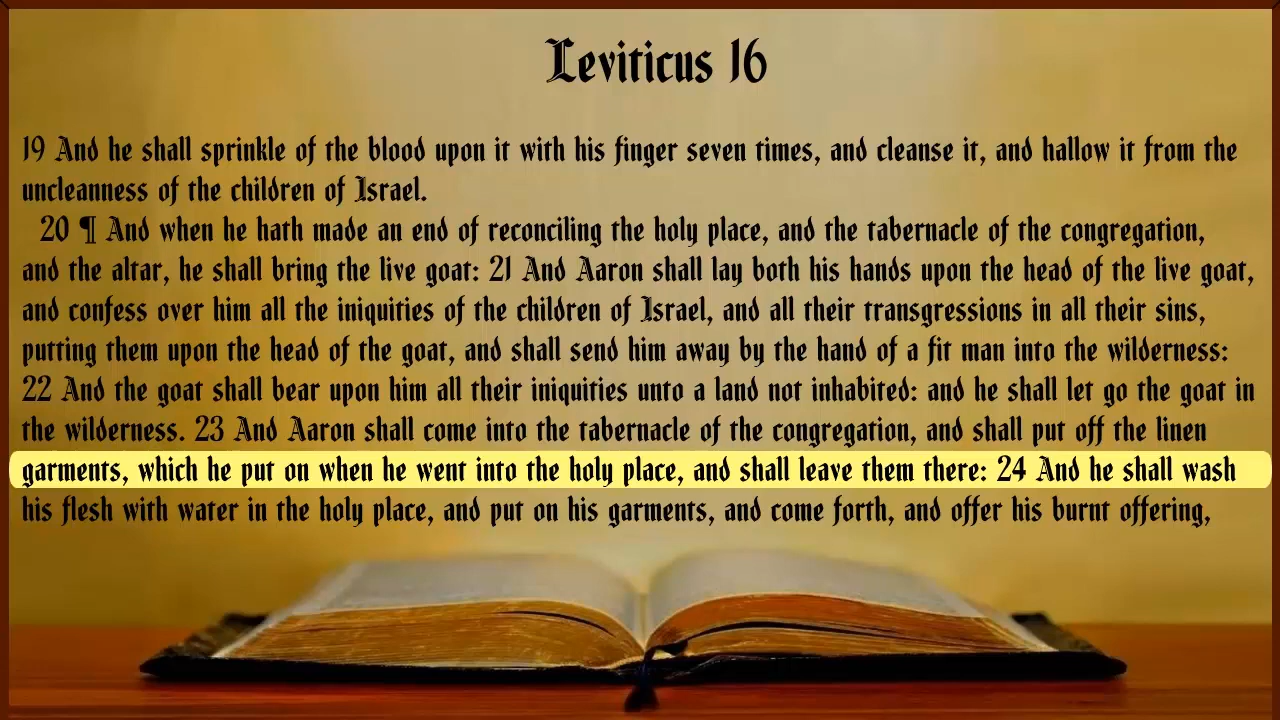 Leviticus 16
19 And he shall sprinkle of the blood upon it with his finger seven times, and cleanse it, and hallow it from the
uncleanness of the children of Israel.
20 ¶ And when he hath made an end of reconciling the holy place, and the tabernacle of the congregation,
and the altar, he shall bring the live goat: 21 And Aaron shall lay both his hands upon the head of the live goat,
and confess over him all the iniquities of the children of Israel, and all their transgressions in all their sins,
putting them upon the head of the goat, and shall send him away by the hand of a fit man into the wilderness:
22 And the goat shall bear upon him all their iniquities unto a land not inhabited: and he shall let go the goat in
the wilderness. 23 And Aaron shall come into the tabernacle of the congregation, and shall put off the linen
garments, which he put on when he went into the holy place, and shall leave them there: 24 And he shall wash
his flesh with water in the holy place, and put on his garments, and come forth, and offer his burnt offering,